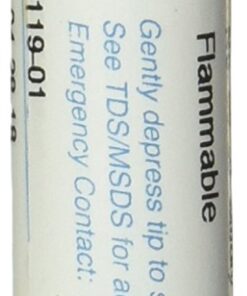 Flammable
Gently depress tip to
See TDS/MSDS for
Emergency Contact:
119-01